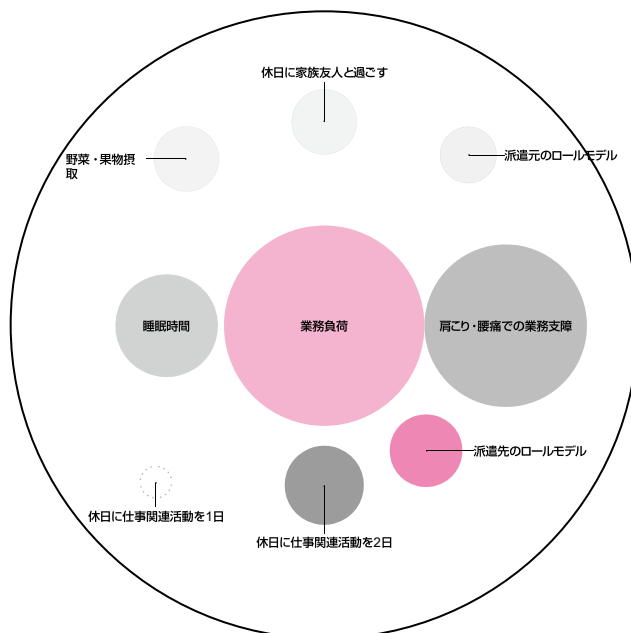 休日に家族友人と過ごす
野菜・果物摂
取
派遣元のロールモデル
睡眠時間
業務負荷
肩こり・腰痛での業務支障
派遣先のロールモデル
休日に仕事関連活動を1日
休日に仕事関連活動を2日